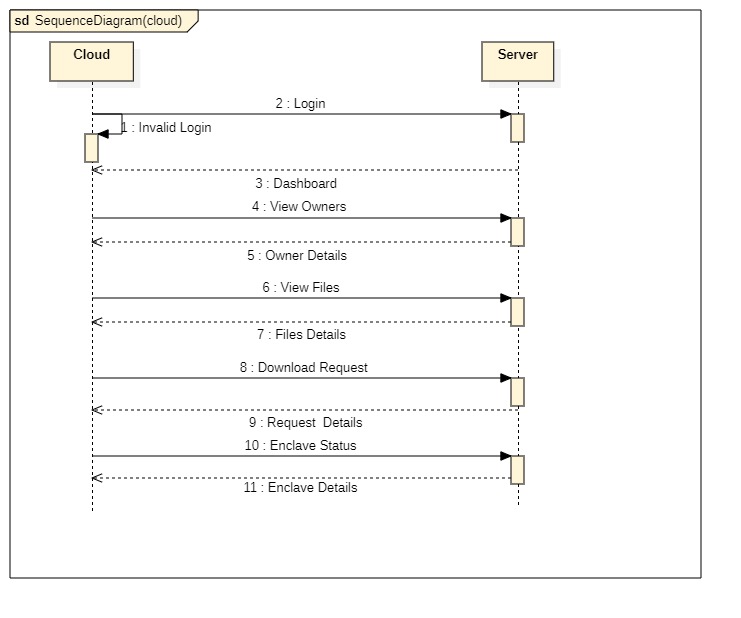 sd SequenceDiagram(cloud)
Cloud
Server
2 : Login
1 : Invalid Login
3 : Dashboard
4 : View Owners
5 : Owner Details
6 : View Files
7 : Files Details
8 : Download Request
9 : Request  Details
10 : Enclave Status
11 : Enclave Details